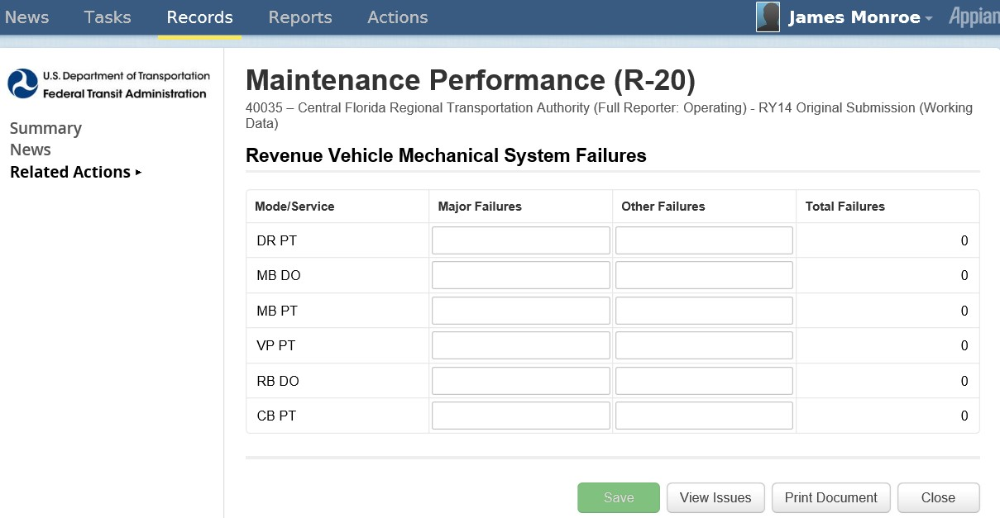 News Tasks Records Reports Actions James Monroe
U.S. Department of Transportation
Federal Transit Administration
Summary
News
Related Actions ▸
Maintenance Performance (R-20)
40035 – Central Florida Regional Transportation Authority (Full Reporter: Operating) - RY14 Original Submission (Working
Data)
Revenue Vehicle Mechanical System Failures
Mode/Service Major Failures Other Failures Total Failures
DR PT 0
MB DO 0
MB PT 0
VP PT 0
RB DO 0
CB PT 0
Save View Issues Print Document Close